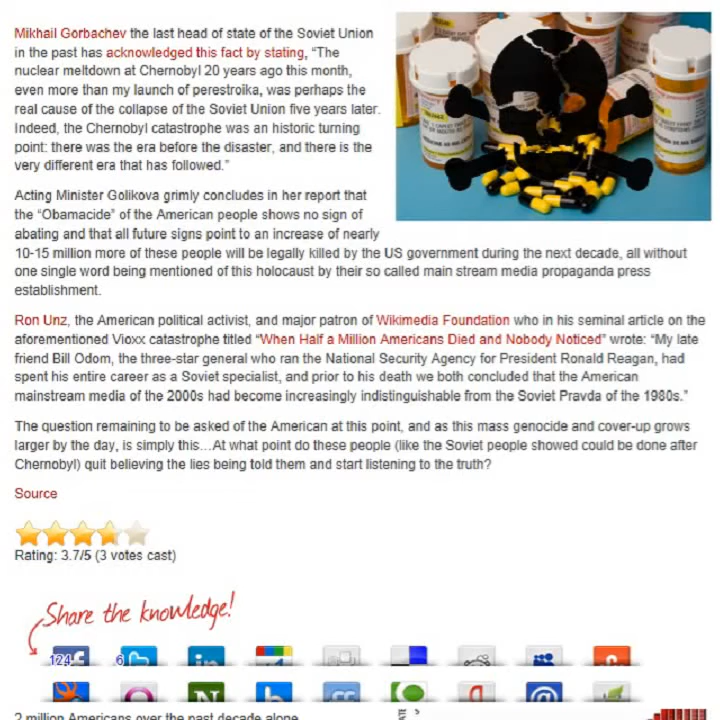 Mikhail Gorbachev the last head of state of the Soviet Union
in the past has acknowledged this fact by stating, “The
nuclear meltdown at Chernobyl 20 years ago this month,
even more than my launch of perestroika, was perhaps the
real cause of the collapse of the Soviet Union five years later.
Indeed, the Chernobyl catastrophe was an historic turning
point: there was the era before the disaster, and there is the
very different era that has followed.”
Acting Minister Golikova grimly concludes in her report that
the “Obamacide” of the American people shows no sign of
abating and that all future signs point to an increase of nearly
10-15 million more of these people will be legally killed by the US government during the next decade, all without
one single word being mentioned of this holocaust by their so called main stream media propaganda press
establishment.
Ron Unz, the American political activist, and major patron of Wikimedia Foundation who in his seminal article on the
aforementioned Vioxx catastrophe titled “When Half a Million Americans Died and Nobody Noticed” wrote: “My late
friend Bill Odom, the three-star general who ran the National Security Agency for President Ronald Reagan, had
spent his entire career as a Soviet specialist, and prior to his death we both concluded that the American
mainstream media of the 2000s had become increasingly indistinguishable from the Soviet Pravda of the 1980s.”
The question remaining to be asked of the American at this point, and as this mass genocide and cover-up grows
larger by the day, is simply this…At what point do these people (like the Soviet people showed could be done after
Chernobyl) quit believing the lies being told them and start listening to the truth?
Source
Rating: 3.7/5 (3 votes cast)
Share the knowledge!
124 6
2 million Americans over the past decade alone